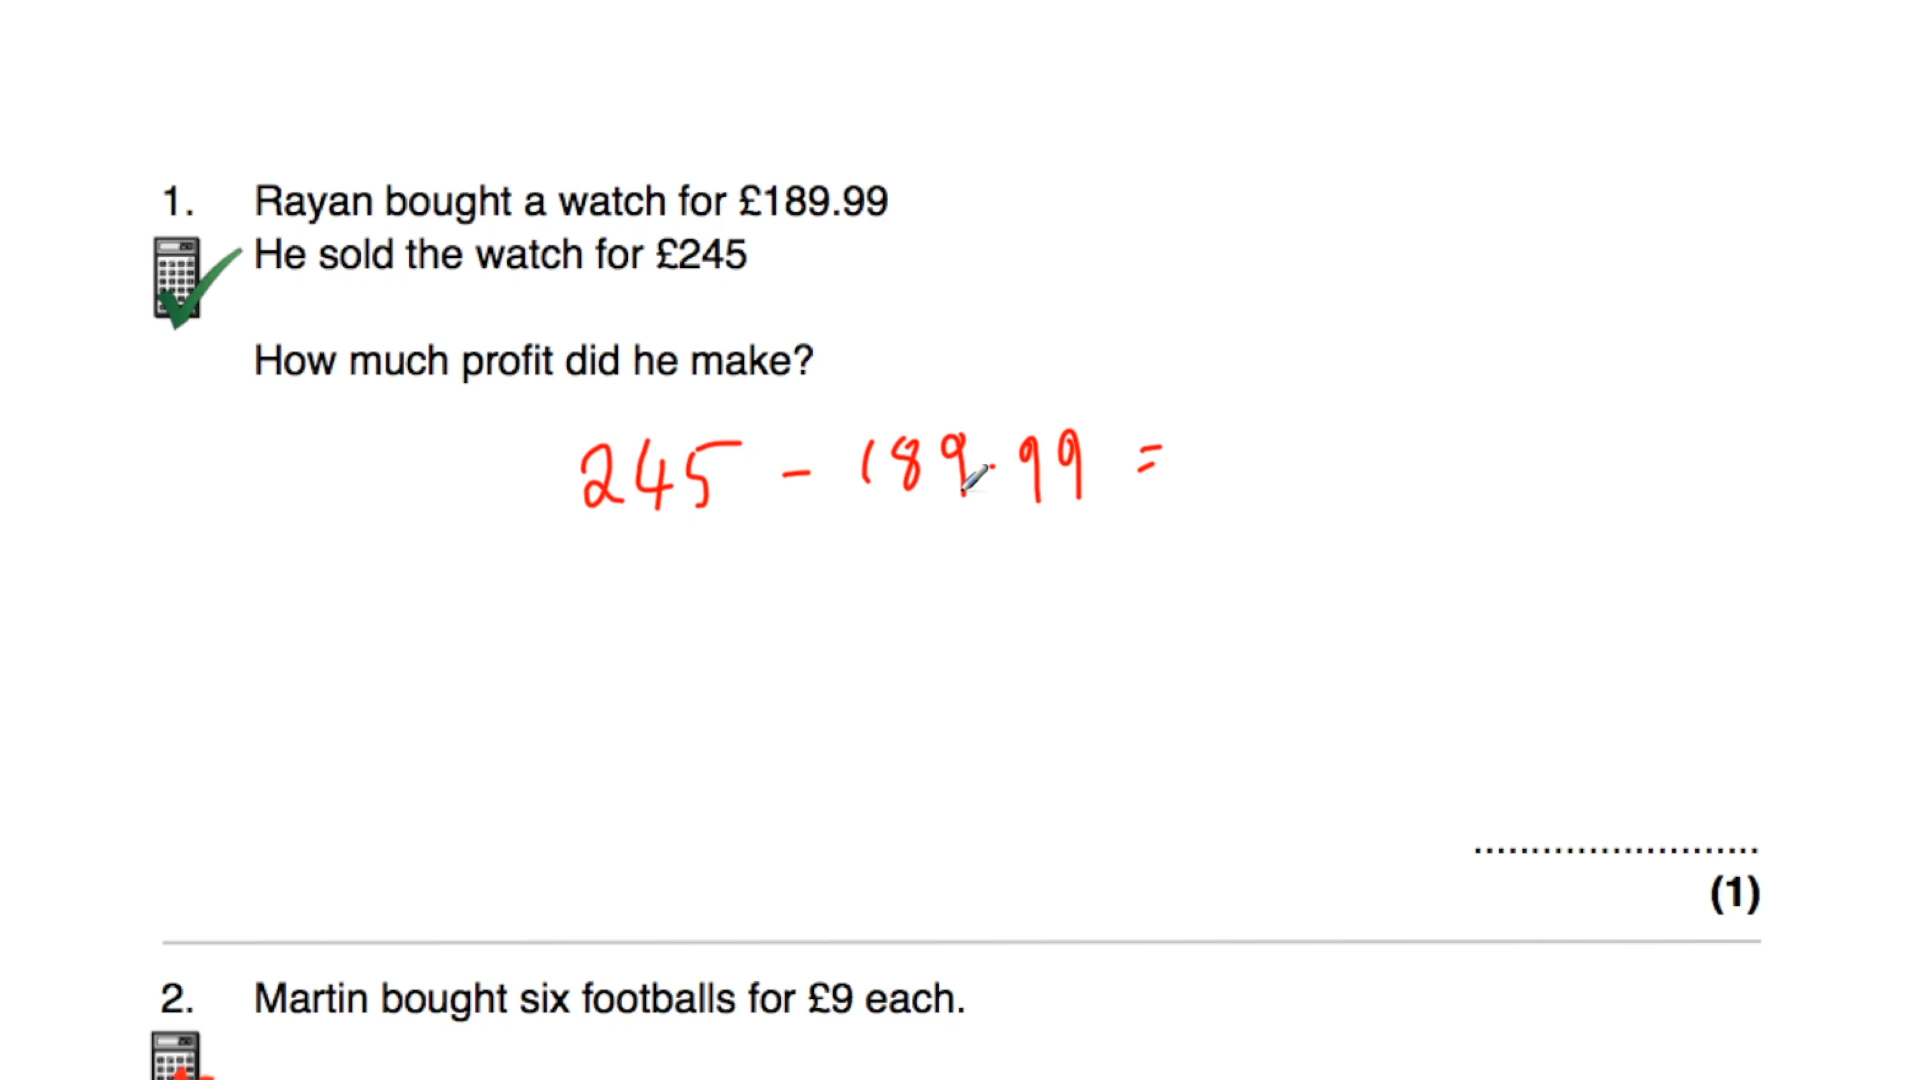 1. Rayan bought a watch for £189.99
He sold the watch for £245
How much profit did he make?
245 - 189.99 =
.........................
(1)
2. Martin bought six footballs for £9 each.